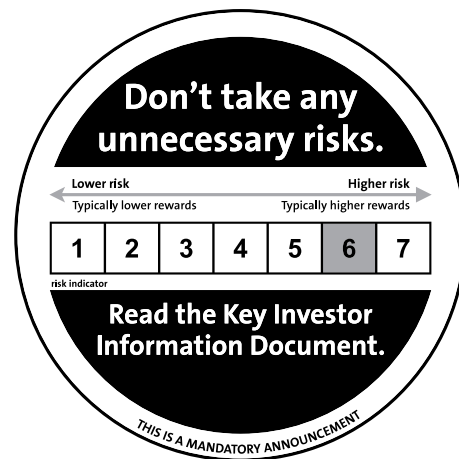 Don’t take any
unnecessary risks.
Lower risk Higher risk
Typically lower rewards Typically higher rewards
1 2 3 4 5 6 7
risk indicator
Read the Key Investor
Information Document.
THIS IS A MANDATORY ANNOUNCEMENT